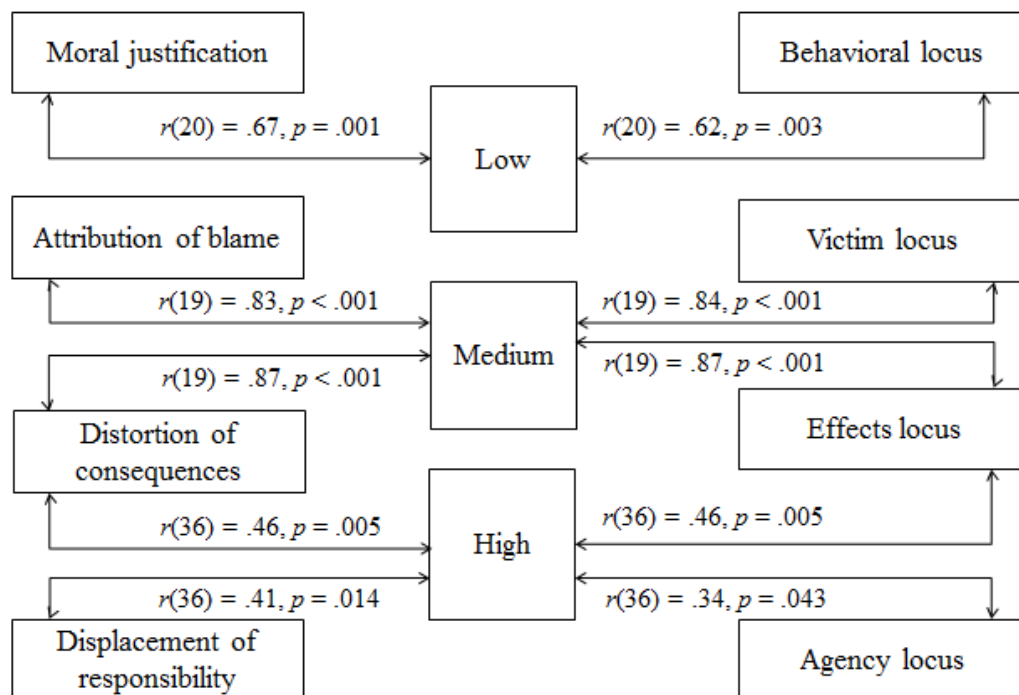 Moral justification
Behavioral locus
r(20) = .67, p = .001
Low
r(20) = .62, p = .003
Attribution of blame
Victim locus
r(19) = .83, p < .001
r(19) = .84, p < .001
Medium
r(19) = .87, p < .001
r(19) = .87, p < .001
Distortion of
consequences
Effects locus
r(36) = .46, p = .005
High
r(36) = .46, p = .005
r(36) = .41, p = .014
r(36) = .34, p = .043
Displacement of
responsibility
Agency locus